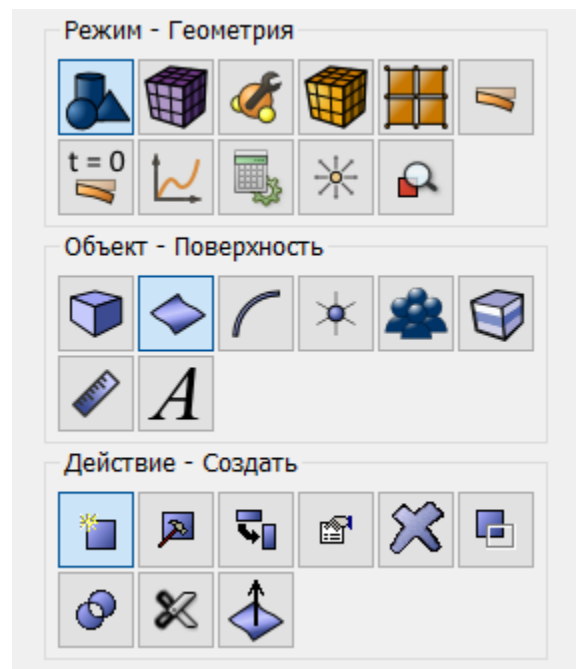 Режим - Геометрия
t = 0
Объект - Поверхность
A
Действие - Создать